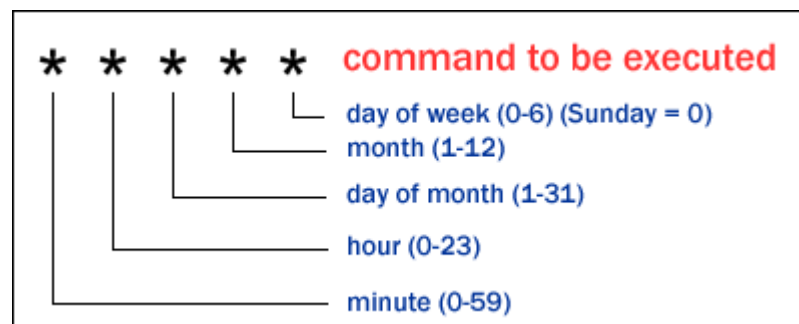 * * * * * command to be executed
day of week (0-6) (Sunday = 0)
month (1-12)
day of month (1-31)
hour (0-23)
minute (0-59)